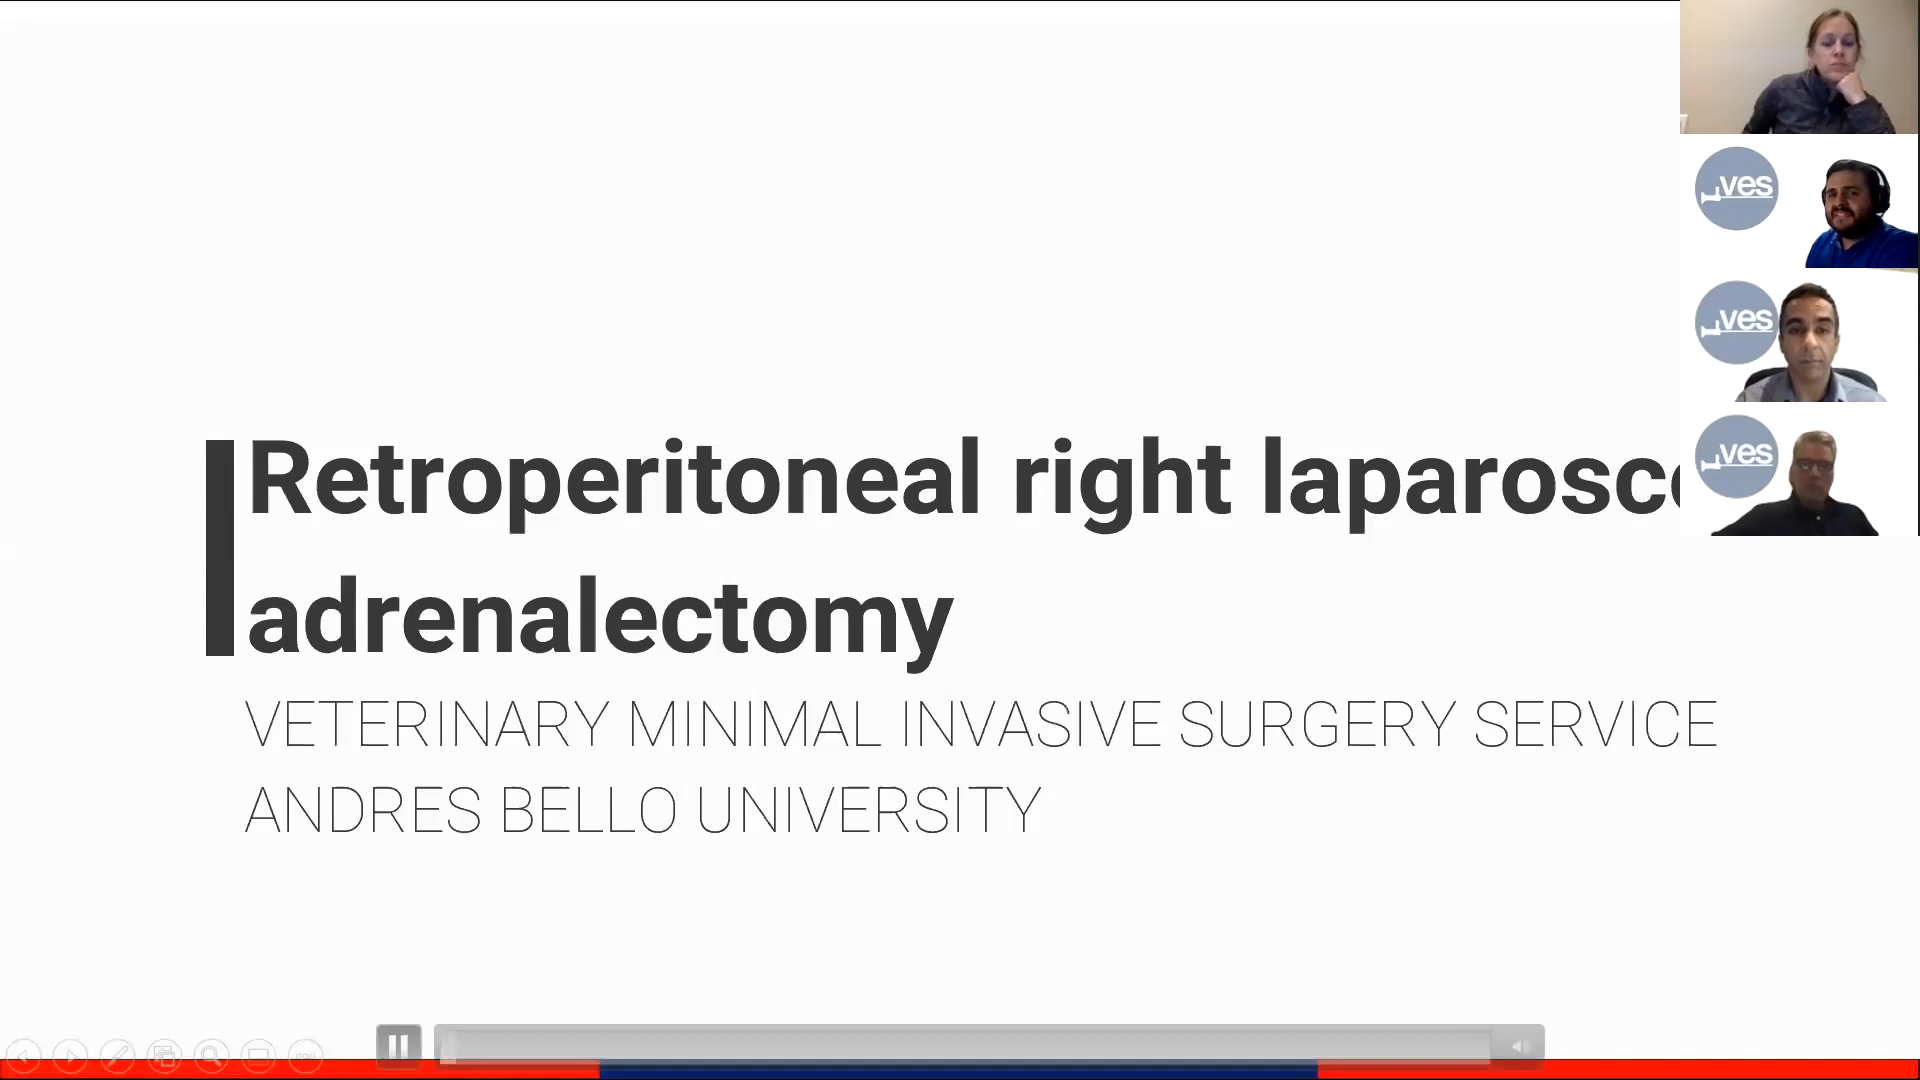 Retroperitoneal right laparosc
adrenalectomy
VETERINARY MINIMAL INVASIVE SURGERY SERVICE
ANDRES BELLO UNIVERSITY
ves
ves
ves